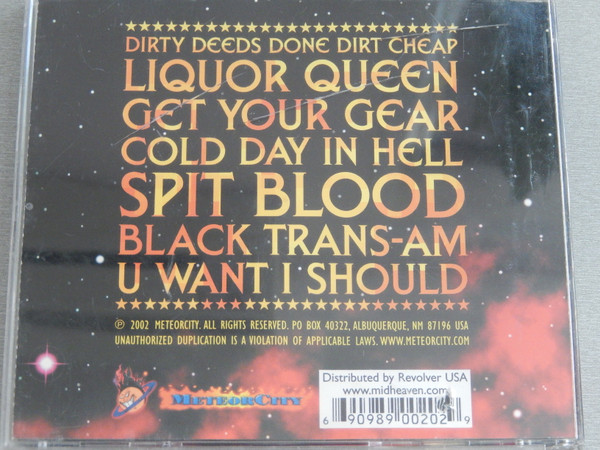 DIRTY DEEDS DONE DIRT CHEAP
LIQUOR QUEEN
GET YOUR GEAR
COLD DAY IN HELL
SPIT BLOOD
BLACK TRANS-AM
U WANT I SHOULD
℗ 2002 METEORCITY. ALL RIGHTS RESERVED. PO BOX 40322, ALBUQUERQUE, NM 87196 USA
UNAUTHORIZED DUPLICATION IS A VIOLATION OF APPLICABLE LAWS. WWW.METEORCITY.COM
METEORCITY
Distributed by Revolver USA
www.midheaven.com
6 90989 00202 9